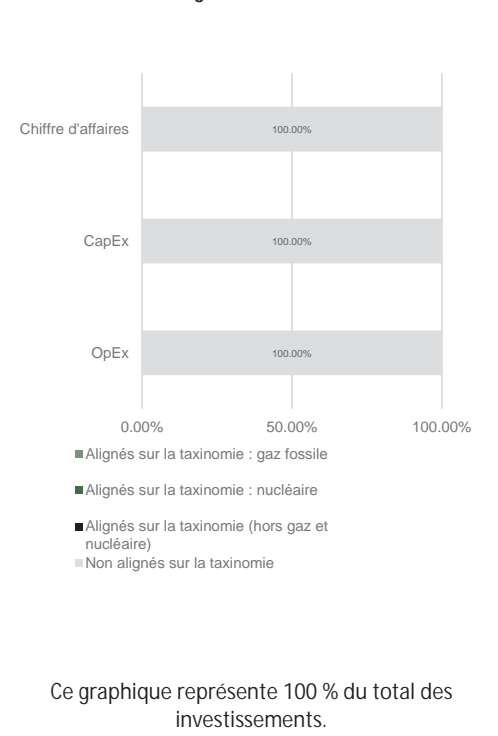 Chiffre d'affaires
100.00%
CapEx
100.00%
OpEx
100.00%
0.00% 50.00% 100.00%
Alignés sur la taxinomie : gaz fossile
Alignés sur la taxinomie : nucléaire
Alignés sur la taxinomie (hors gaz et
nucléaire)
Non alignés sur la taxinomie
Ce graphique représente 100 % du total des
investissements.